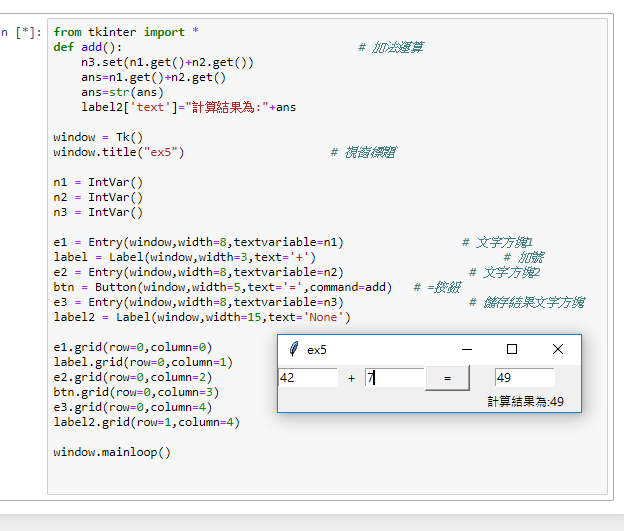 n [*]:
from tkinter import *
def add():                                  # 加法運算
    n3.set(n1.get()+n2.get())
    ans=n1.get()+n2.get()
    ans=str(ans)
    label2['text']="計算結果為:"+ans
window = Tk()
window.title("ex5")                     # 視窗標題
n1 = IntVar()
n2 = IntVar()
n3 = IntVar()
e1 = Entry(window,width=8,textvariable=n1)                 # 文字方塊1
label = Label(window,width=3,text='+')                           # 加號
e2 = Entry(window,width=8,textvariable=n2)                  # 文字方塊2
btn = Button(window,width=5,text='=',command=add)   # =按鈕
e3 = Entry(window,width=8,textvariable=n3)                  # 儲存結果文字方塊
label2 = Label(window,width=15,text='None')
e1.grid(row=0,column=0)
label.grid(row=0,column=1)
e2.grid(row=0,column=2)
btn.grid(row=0,column=3)
e3.grid(row=0,column=4)
label2.grid(row=1,column=4)
window.mainloop()
ex5
42 + 7 = 49
計算結果為:49